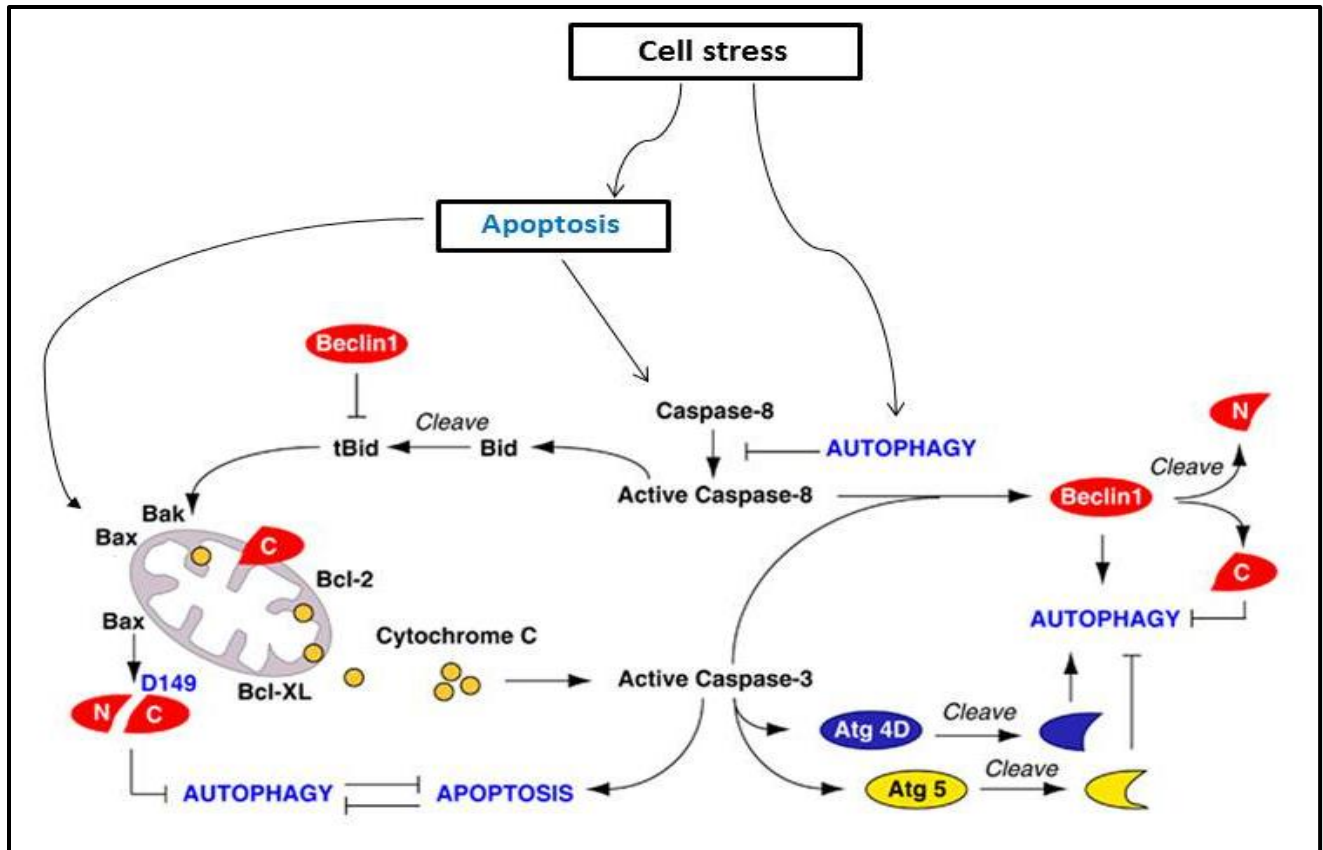 Cell stress
Apoptosis
Beclin1
Caspase-8
N
Cleave
tBid
Bid
AUTOPHAGY
Cleave
Active Caspase-8
Beclin1
Bak
Bax
C
Bcl-2
C
Bax
AUTOPHAGY
Cytochrome C
D149
Bcl-XL
Active Caspase-3
N
C
Atg 4D
Cleave
AUTOPHAGY
APOPTOSIS
Atg 5
Cleave